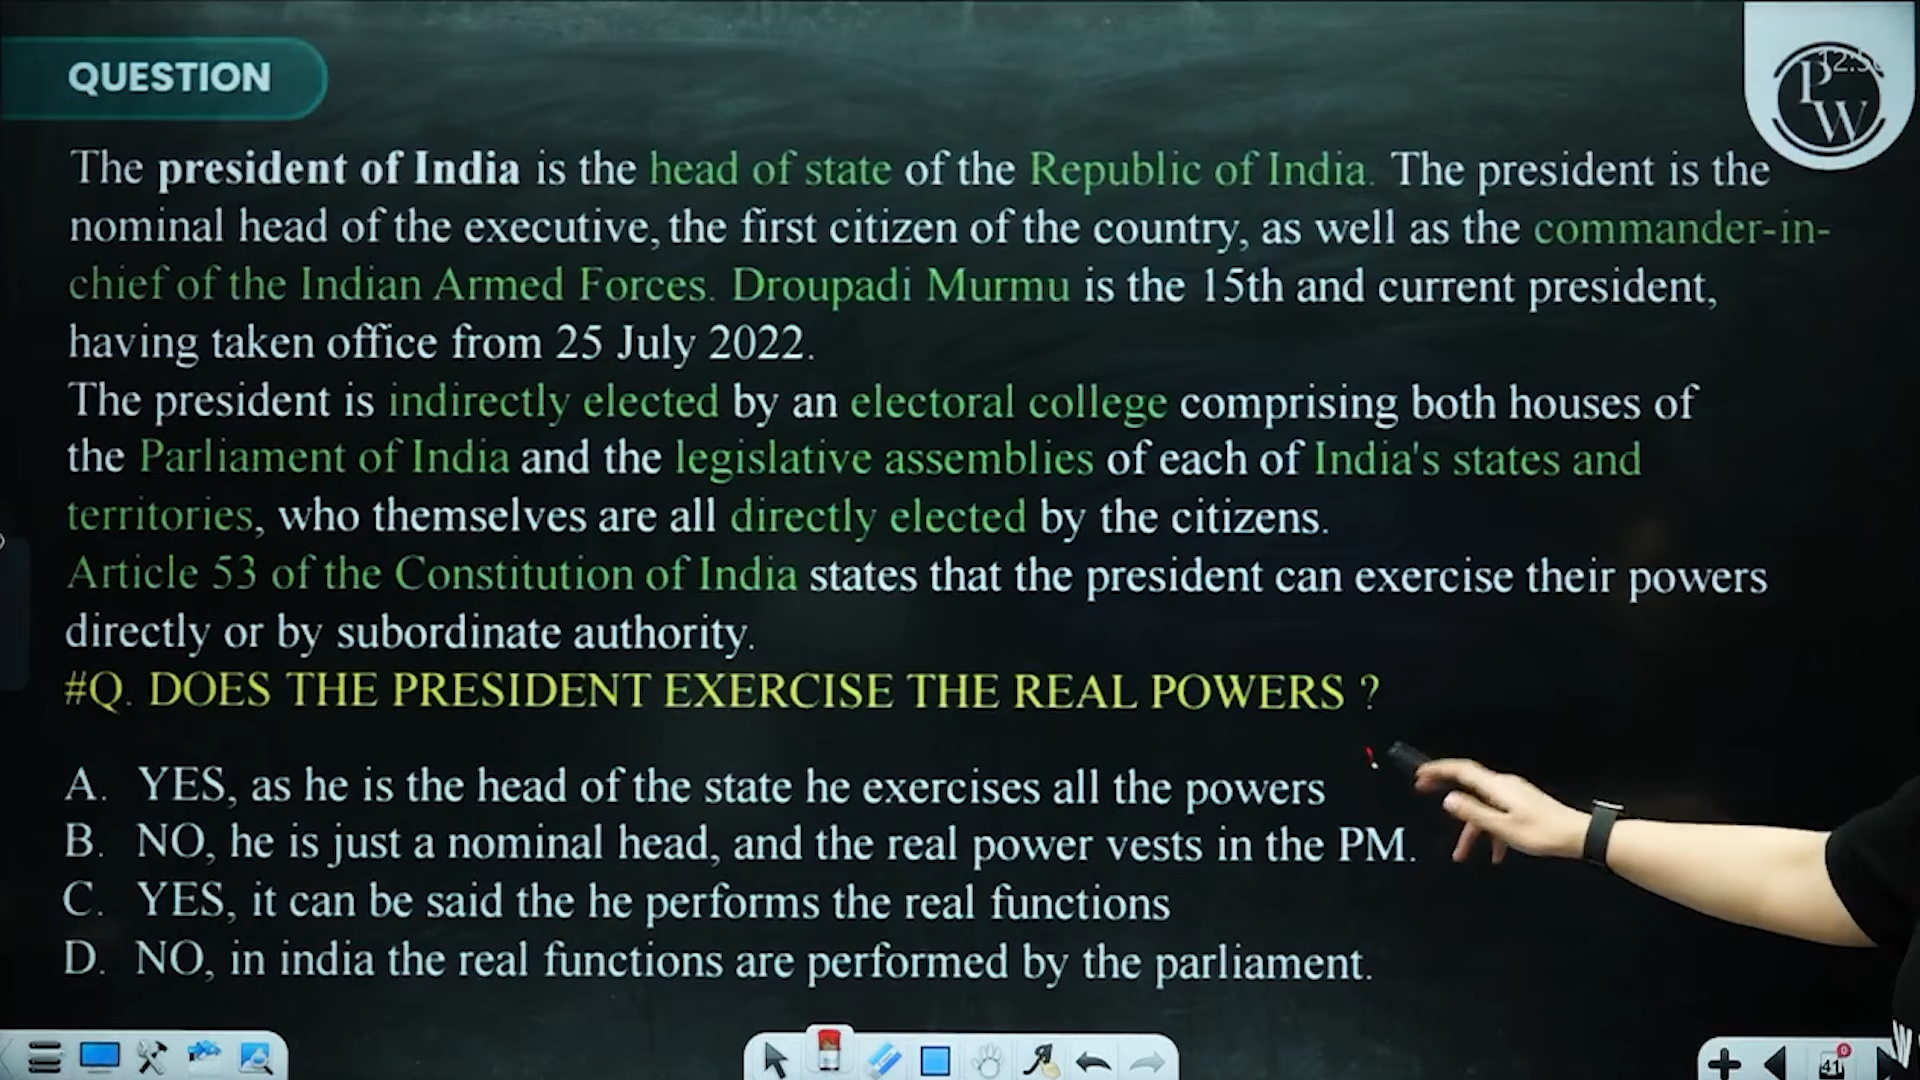 QUESTION
12:5
PW
The president of India is the head of state of the Republic of India. The president is the
nominal head of the executive, the first citizen of the country, as well as the commander-in-
chief of the Indian Armed Forces. Droupadi Murmu is the 15th and current president,
having taken office from 25 July 2022.
The president is indirectly elected by an electoral college comprising both houses of
the Parliament of India and the legislative assemblies of each of India's states and
territories, who themselves are all directly elected by the citizens.
Article 53 of the Constitution of India states that the president can exercise their powers
directly or by subordinate authority.
#Q. DOES THE PRESIDENT EXERCISE THE REAL POWERS ?
A. YES, as he is the head of the state he exercises all the powers
B. NO, he is just a nominal head, and the real power vests in the PM.
C. YES, it can be said the he performs the real functions
D. NO, in india the real functions are performed by the parliament.
41
0